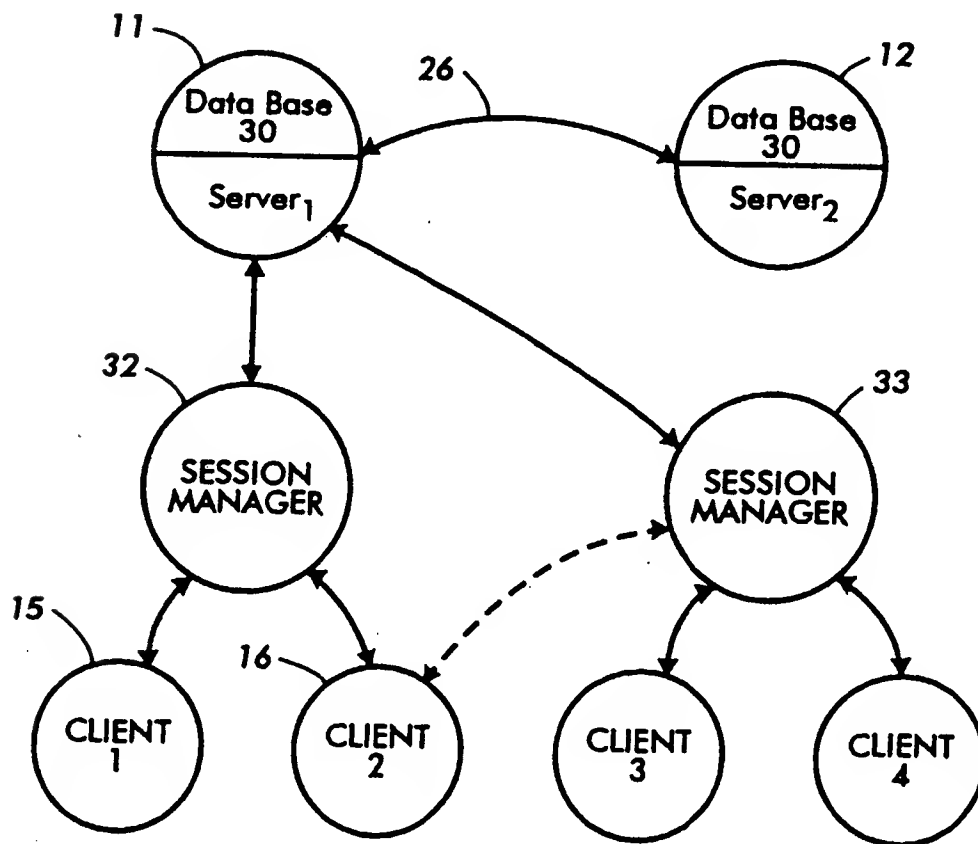 11
26
12
Data Base
30
Server1
Data Base
30
Server2
32
33
SESSION
MANAGER
SESSION
MANAGER
15
16
CLIENT
1
CLIENT
2
CLIENT
3
CLIENT
4